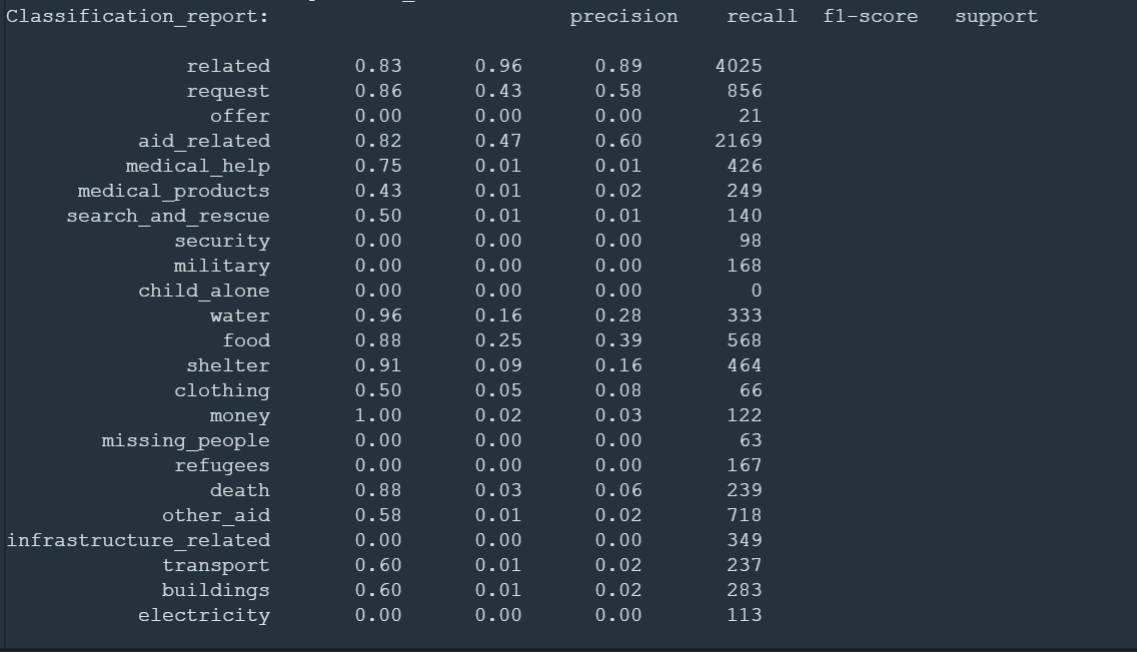 Classification_report: precision recall f1-score support
related 0.83 0.96 0.89 4025
request 0.86 0.43 0.58 856
offer 0.00 0.00 0.00 21
aid_related 0.82 0.47 0.60 2169
medical_help 0.75 0.01 0.01 426
medical_products 0.43 0.01 0.02 249
search_and_rescue 0.50 0.01 0.01 140
security 0.00 0.00 0.00 98
military 0.00 0.00 0.00 168
child_alone 0.00 0.00 0.00 0
water 0.96 0.16 0.28 333
food 0.88 0.25 0.39 568
shelter 0.91 0.09 0.16 464
clothing 0.50 0.05 0.08 66
money 1.00 0.02 0.03 122
missing_people 0.00 0.00 0.00 63
refugees 0.00 0.00 0.00 167
death 0.88 0.03 0.06 239
other_aid 0.58 0.01 0.02 718
infrastructure_related 0.00 0.00 0.00 349
transport 0.60 0.01 0.02 237
buildings 0.60 0.01 0.02 283
electricity 0.00 0.00 0.00 113